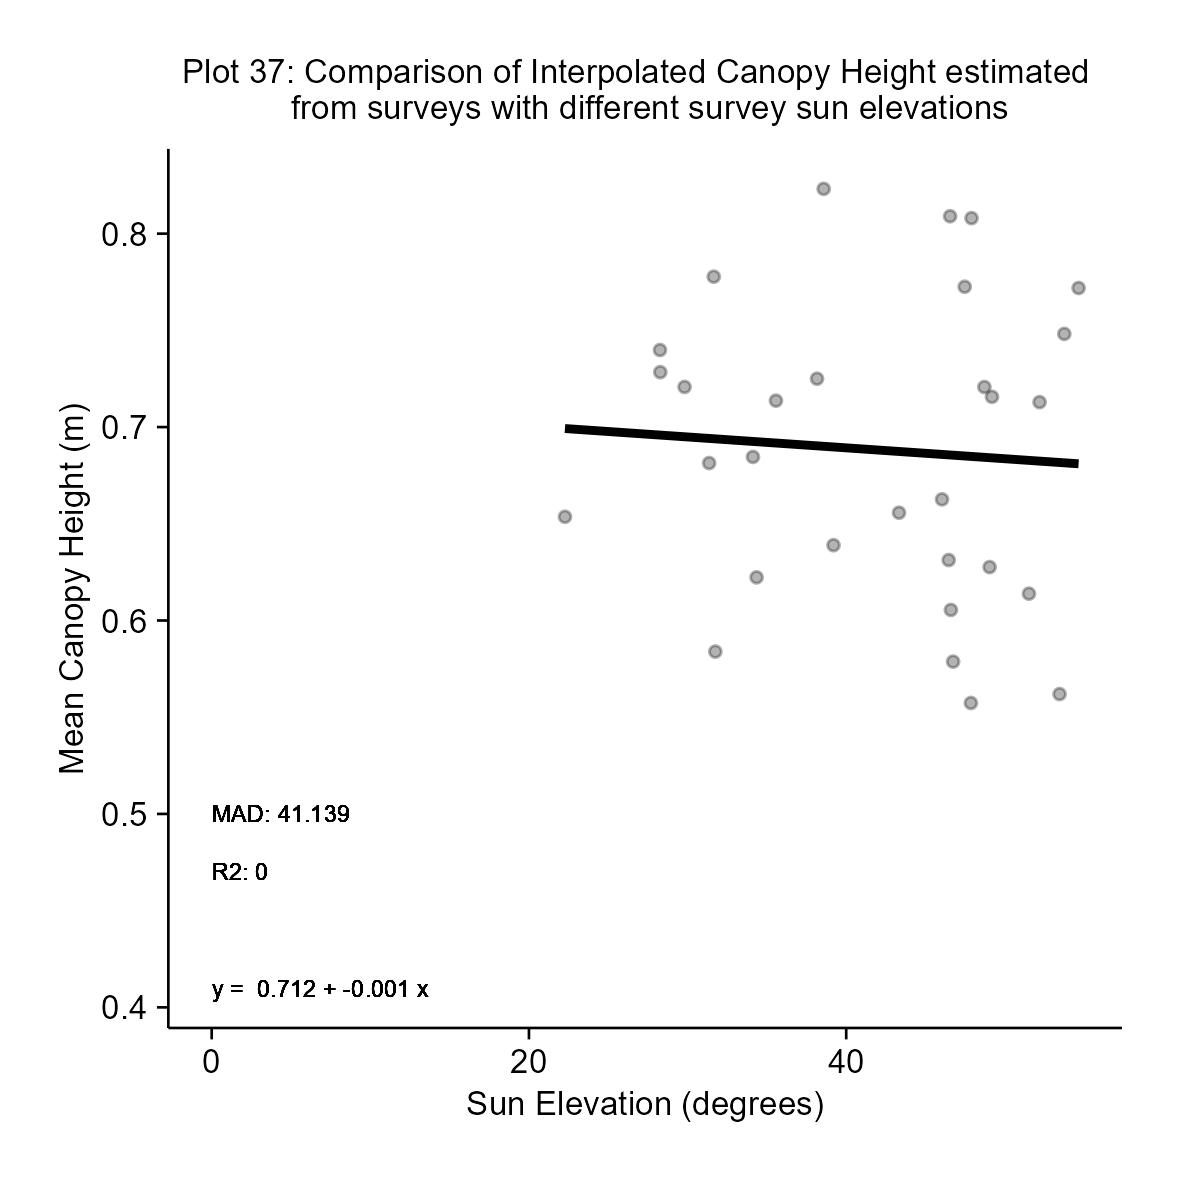 Plot 37: Comparison of Interpolated Canopy Height estimated
from surveys with different survey sun elevations
Mean Canopy Height (m)
0.8
0.7
0.6
0.5
0.4
MAD: 41.139
R2: 0
y = 0.712 + -0.001 x
0
20
40
Sun Elevation (degrees)